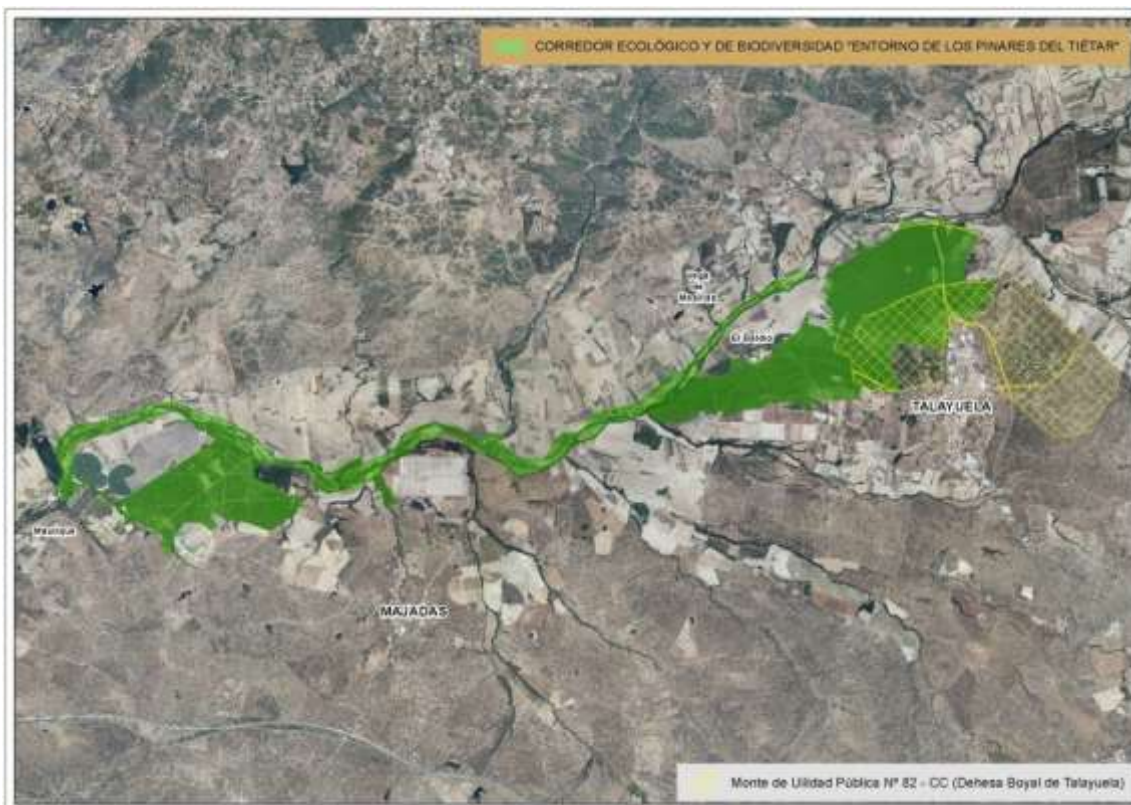 CORREDOR ECOLÓGICO Y DE BIODIVERSIDAD "ENTORNO DE LOS PINARES DEL TIÉTAR"
El Baldío
TALAYUELA
MAJADAS
Monte de Utilidad Pública Nº 82 - CC (Dehesa Boyal de Talayuela)